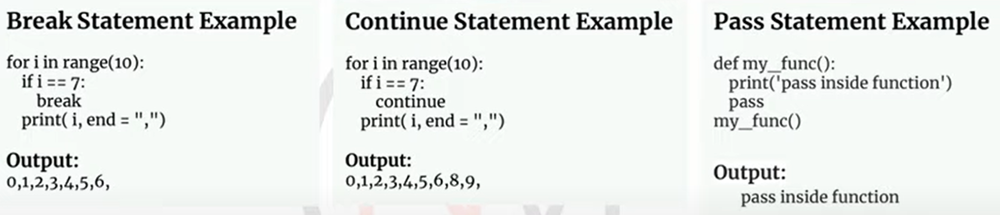 Break Statement Example
for i in range(10):
if i == 7:
break
print( i, end = ",")
Output:
0,1,2,3,4,5,6,
Continue Statement Example
for i in range(10):
if i == 7:
continue
print( i, end = ",")
Output:
0,1,2,3,4,5,6,8,9,
Pass Statement Example
def my_func():
print('pass inside function')
pass
my_func()
Output:
pass inside function